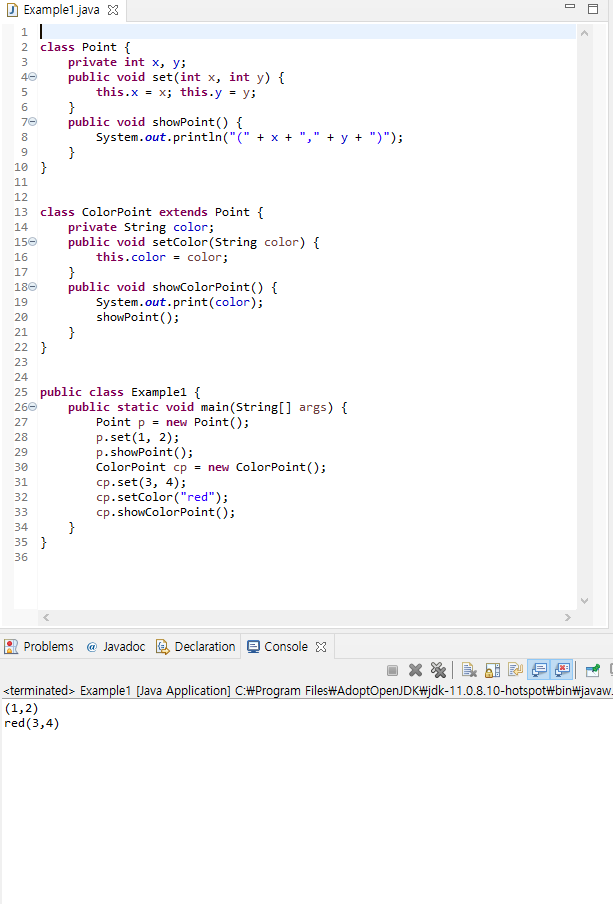 Example1.java
1
2 class Point {
3     private int x, y;
4     public void set(int x, int y) {
5         this.x = x; this.y = y;
6     }
7     public void showPoint() {
8         System.out.println("(" + x + "," + y + ")");
9     }
10 }
11
12
13 class ColorPoint extends Point {
14     private String color;
15     public void setColor(String color) {
16         this.color = color;
17     }
18     public void showColorPoint() {
19         System.out.print(color);
20         showPoint();
21     }
22 }
23
24
25 public class Example1 {
26     public static void main(String[] args) {
27         Point p = new Point();
28         p.set(1, 2);
29         p.showPoint();
30         ColorPoint cp = new ColorPoint();
31         cp.set(3, 4);
32         cp.setColor("red");
33         cp.showColorPoint();
34     }
35 }
36
Problems @ Javadoc Declaration Console
<terminated> Example1 [Java Application] C:₩Program Files₩AdoptOpenJDK₩jdk-11.0.8.10-hotspot₩bin₩javaw.
(1,2)
red(3,4)